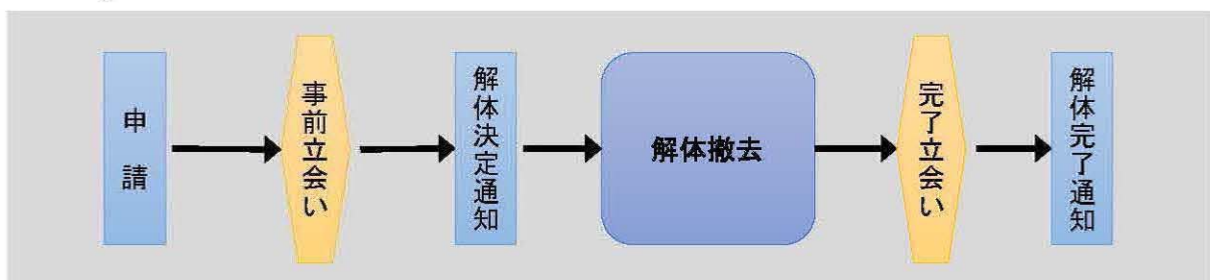 申請
事前立会い
解体決定通知
解体撤去
完了立会い
解体完了通知